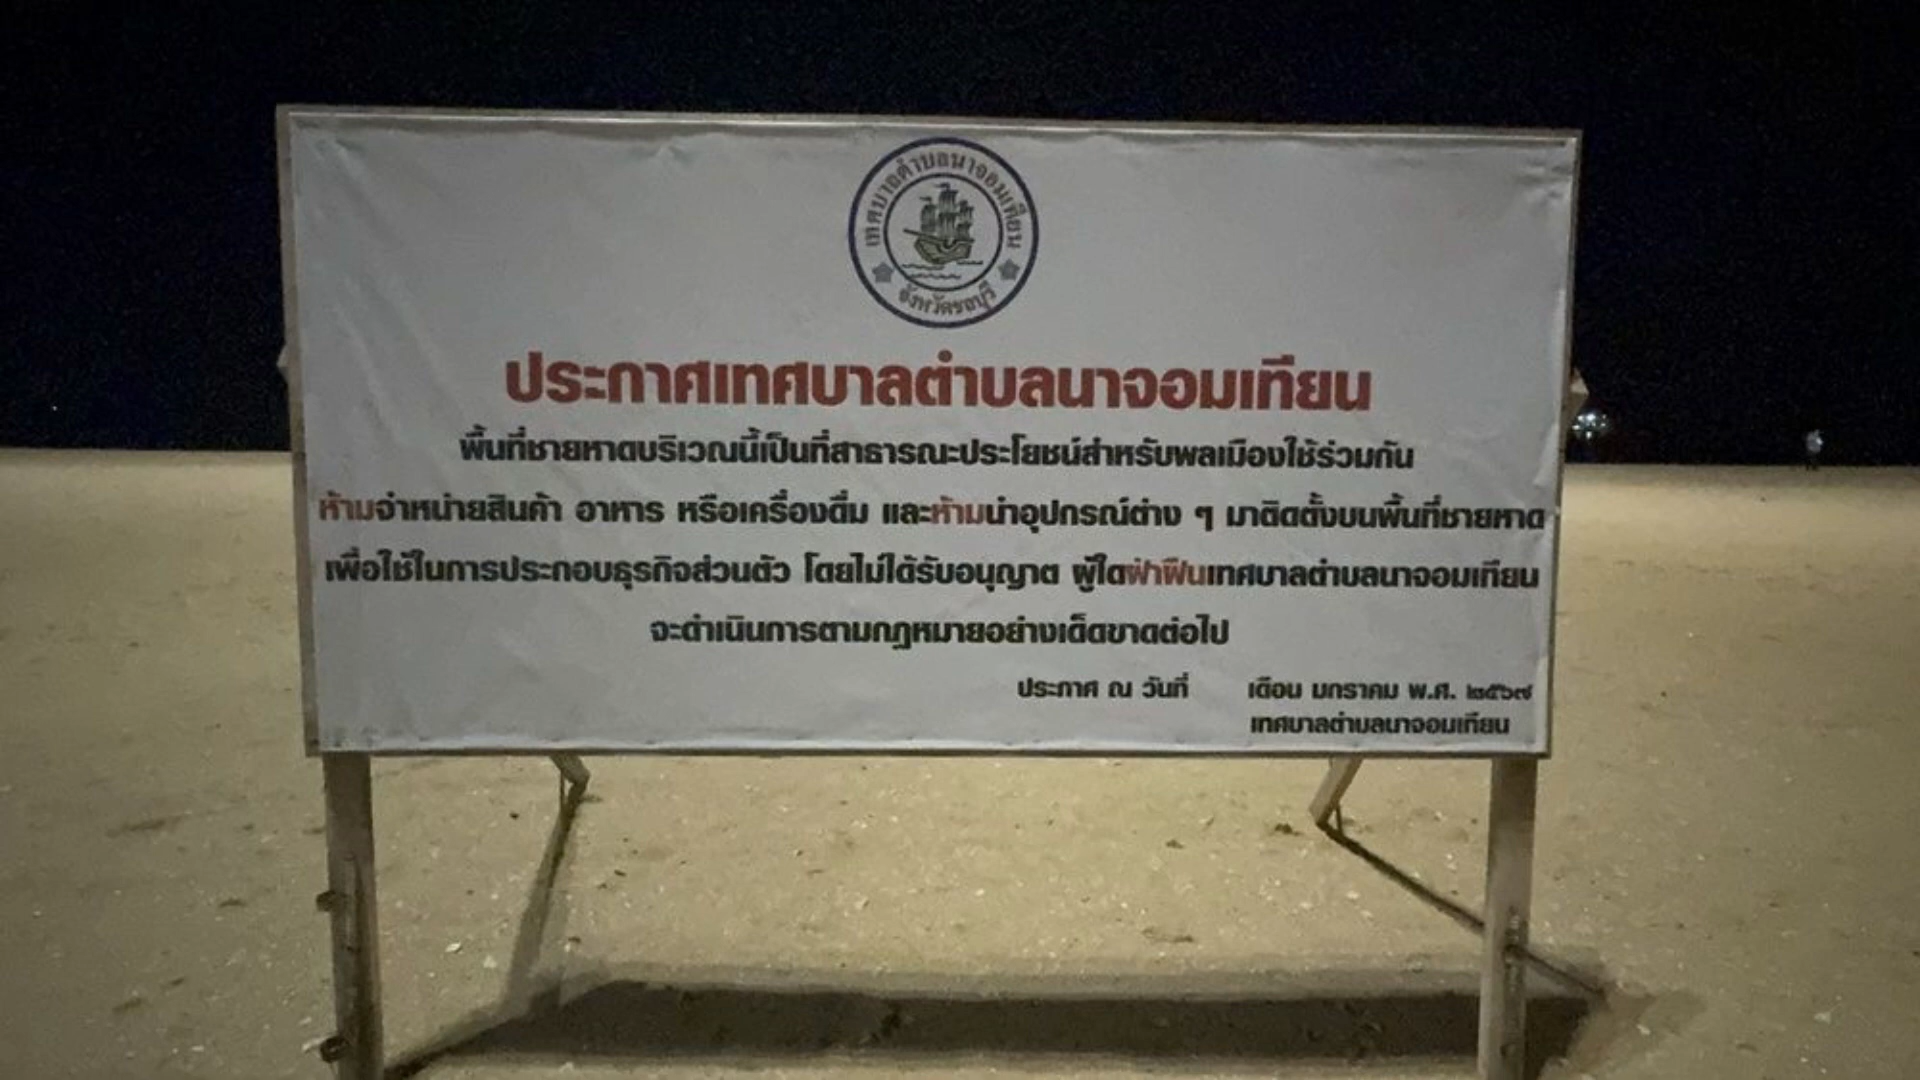 เทศบาลตำบลนาจอมเทียน
จังหวัดชลบุรี
ประกาศเทศบาลตำบลนาจอมเทียน
พื้นที่ชายหาดบริเวณนี้เป็นที่สาธารณะประโยชน์สำหรับพลเมืองใช้ร่วมกัน
ห้ามจำหน่ายสินค้า อาหาร หรือเครื่องดื่ม และห้ามนำอุปกรณ์ต่าง ๆ มาติดตั้งบนพื้นที่ชายหาด
เพื่อใช้ในการประกอบธุรกิจส่วนตัว โดยไม่ได้รับอนุญาต ผู้ใดฝ่าฝืนเทศบาลตำบลนาจอมเทียน
จะดำเนินการตามกฎหมายอย่างเด็ดขาดต่อไป
ประกาศ ณ วันที่ เดือน มกราคม พ.ศ. ๒๕๖๗
เทศบาลตำบลนาจอมเทียน